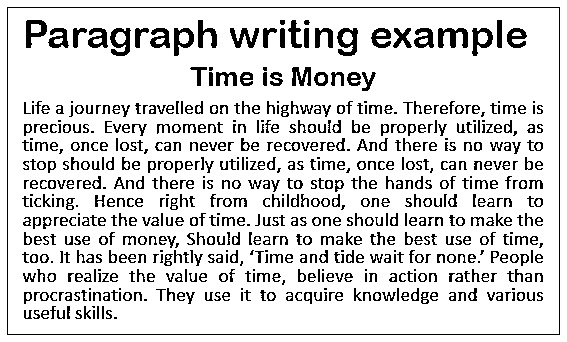 Paragraph writing example
Time is Money
Life a journey travelled on the highway of time. Therefore, time is
precious. Every moment in life should be properly utilized, as
time, once lost, can never be recovered. And there is no way to
stop should be properly utilized, as time, once lost, can never be
recovered. And there is no way to stop the hands of time from
ticking. Hence right from childhood, one should learn to
appreciate the value of time. Just as one should learn to make the
best use of money, Should learn to make the best use of time,
too. It has been rightly said, ‘Time and tide wait for none.’ People
who realize the value of time, believe in action rather than
procrastination. They use it to acquire knowledge and various
useful skills.